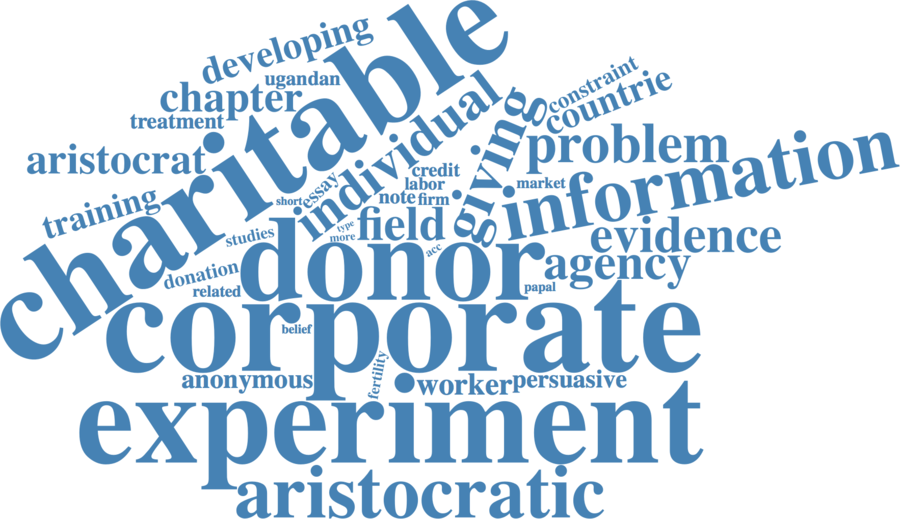 developing
charitable
ugandan
chapter
treatment
constraint
countrie
individual
giving
problem
aristocrat
information
credit
labor
essay
market
note firm
short
training
type
field
more
studies
evidence
acc
donor
agency
donation
related
papal
corporate
belief
fertility
anonymous
worker
persuasive
experiment
aristocratic